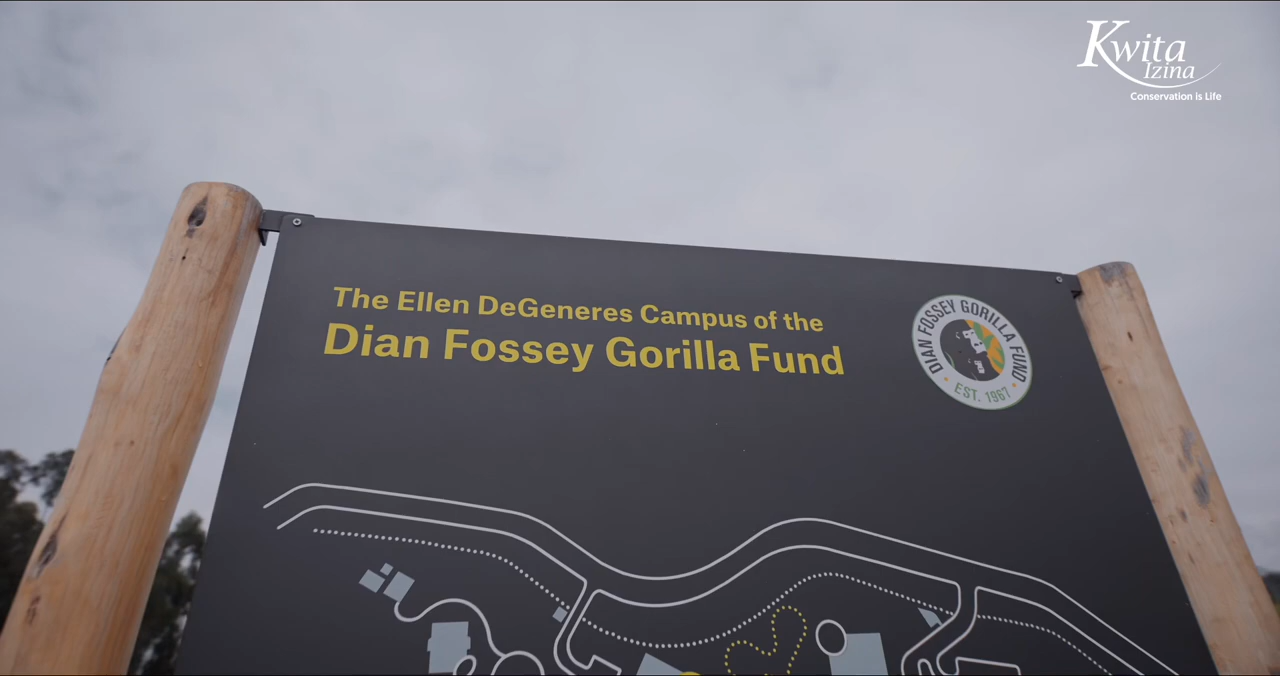 Kwita
Izina
Conservation is Life
The Ellen DeGeneres Campus of the
Dian Fossey Gorilla Fund
DIAN FOSSEY GORILLA FUND
EST. 1967